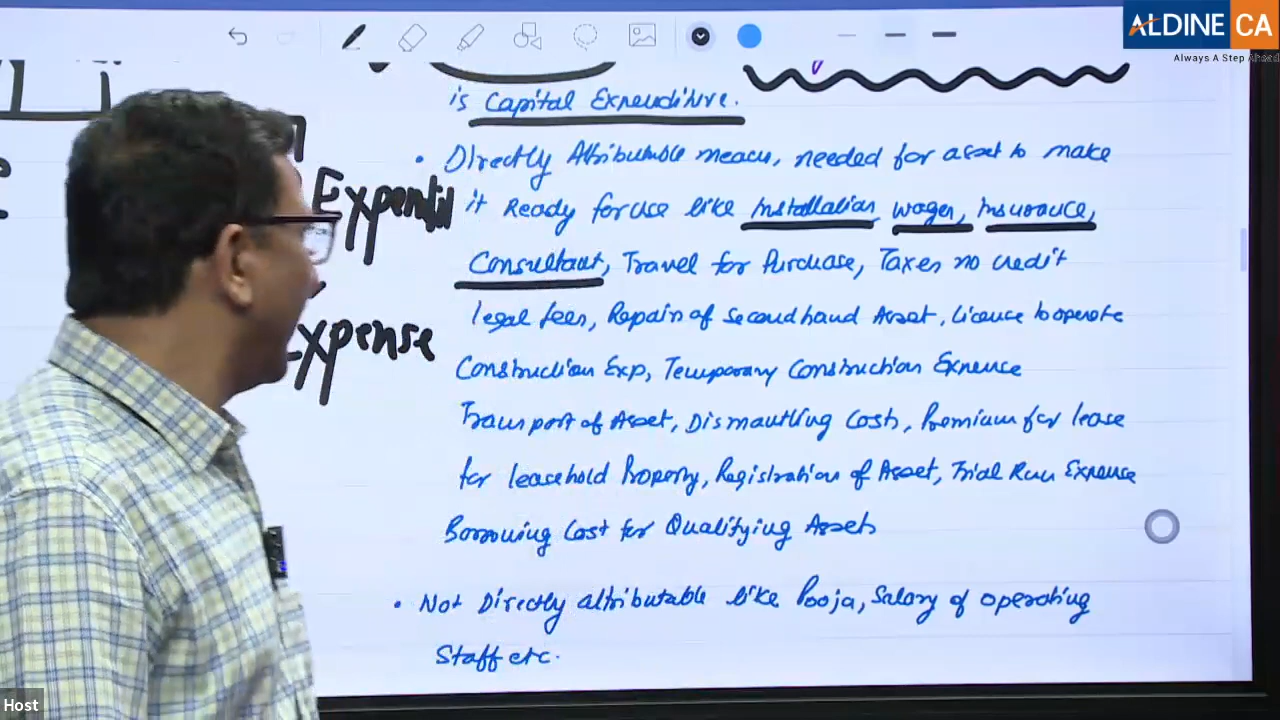 ALDINE CA
Always A Step Ahead
is Capital Expenditure.
• Directly Attributable means, needed for asset to make
Expendit
it Ready for use like Installation, wages, Insurance,
Consultant, Travel for Purchase, Taxes no credit
legal fees, Repair of Second hand Asset, Licence to operate
Expense
Construction Exp, Temporary Construction Expense
Transport of Asset, Dismantling Costs, Premium for lease
for leasehold Property, Registration of Asset, Trial Run Expense
Borrowing Cost for Qualifying Assets
• Not Directly attributable like Pooja, Salary of operating
Staff etc.
Host